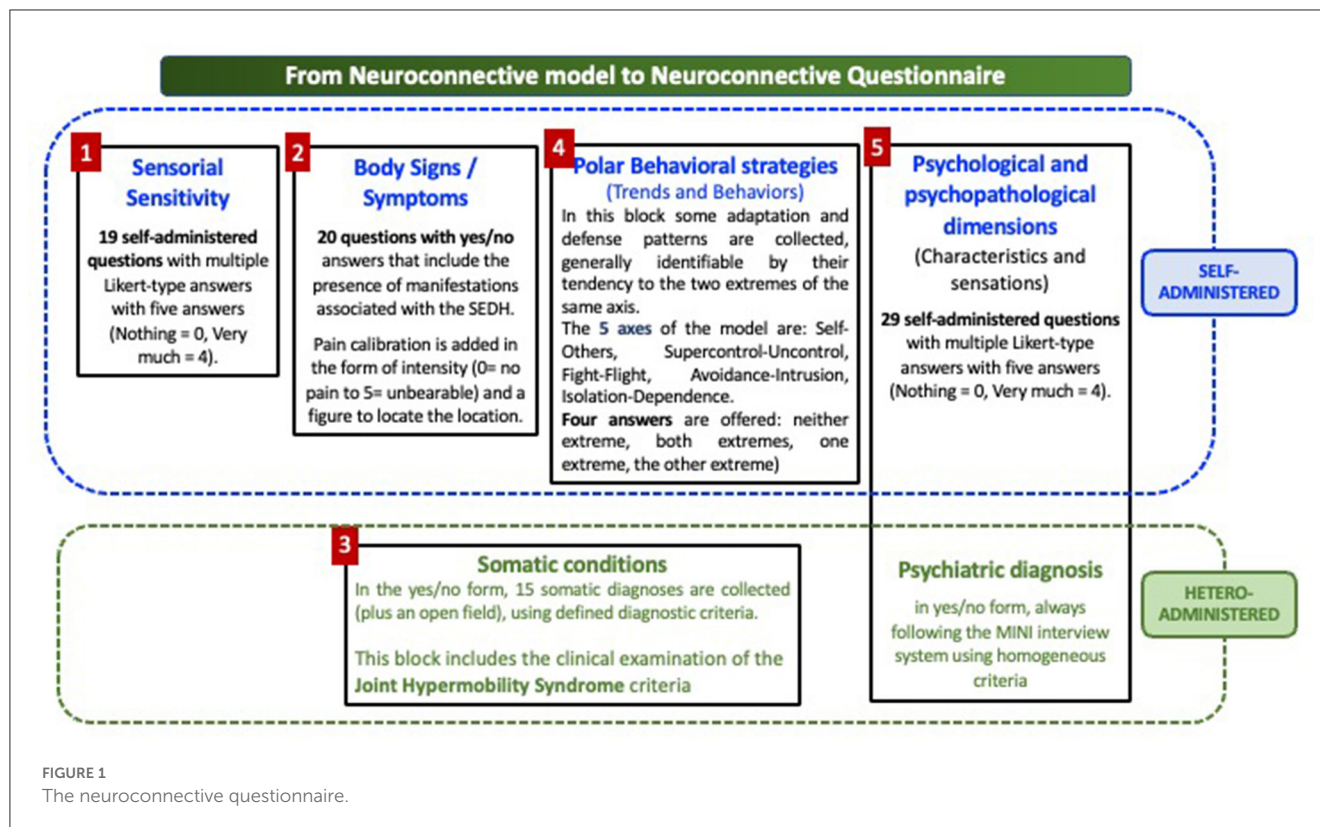 From Neuroconnective model to Neuroconnective Questionnaire
1
Sensorial
Sensitivity
19 self-administered
questions with multiple
Likert-type answers
with five answers
(Nothing = 0, Very
much = 4).
2
Body Signs /
Symptoms
20 questions with yes/no
answers that include the
presence of manifestations
associated with the SEDH.
Pain calibration is added in
the form of intensity (0= no
pain to 5= unbearable) and a
figure to locate the location.
4
Polar Behavioral strategies
(Trends and Behaviors)
In this block some adaptation and
defense patterns are collected,
generally identifiable by their
tendency to the two extremes of the
same axis.
The 5 axes of the model are: Self-
Others, Supercontrol-Uncontrol,
Fight-Flight, Avoidance-Intrusion,
Isolation-Dependence.
Four answers are offered: neither
extreme, both extremes, one
extreme, the other extreme)
5
Psychological and
psychopathological
dimensions
(Characteristics and
sensations)
29 self-administered questions
with multiple Likert-type
answers with five answers
(Nothing = 0, Very much = 4).
SELF-
ADMINISTERED
3
Somatic conditions
In the yes/no form, 15 somatic diagnoses are collected
(plus an open field), using defined diagnostic criteria.
This block includes the clinical examination of the
Joint Hypermobility Syndrome criteria
Psychiatric diagnosis
in yes/no form, always
following the MINI interview
system using homogeneous
criteria
HETERO-
ADMINISTERED
FIGURE 1
The neuroconnective questionnaire.